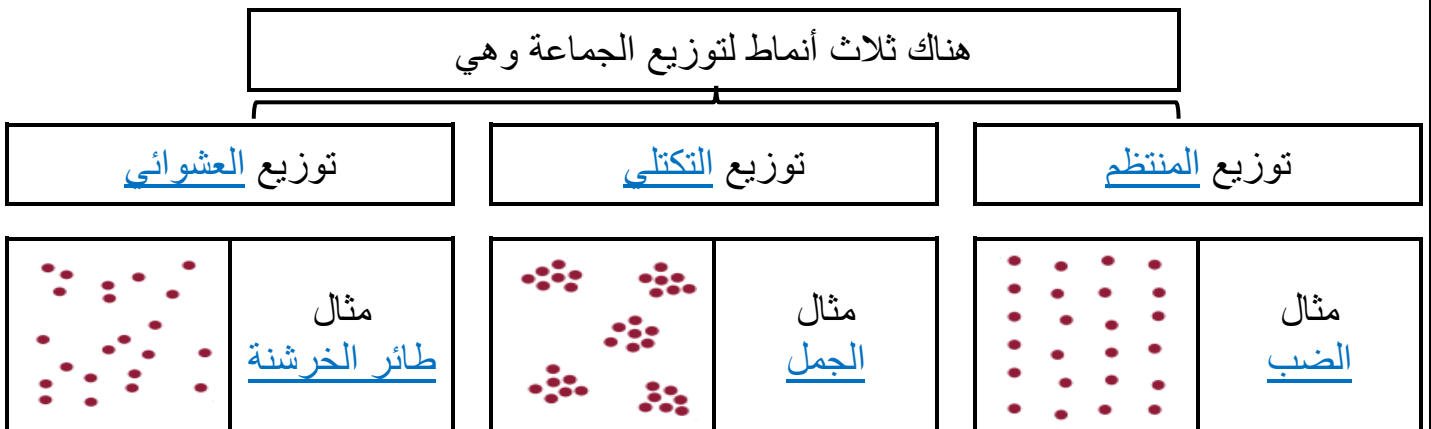 هناك ثلاث أنماط لتوزيع الجماعة وهي
توزيع المنتظم
توزيع التكتلي
توزيع العشوائي
مثال
الضب
مثال
الجمل
مثال
طائر الخرشنة